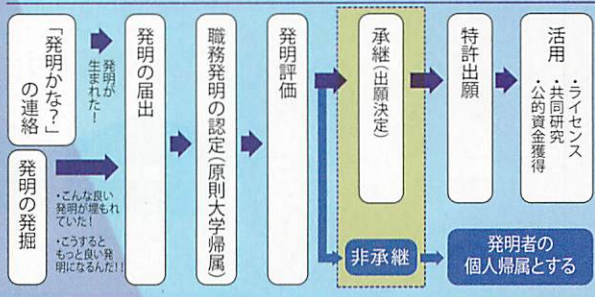 「発明かな？」
の連絡
発明が
生まれた！
発明の発掘
・こんな良い
発明が埋もれ
ていた！
・こうすると
もっと良い発
明になるんだ!!
発明の届出
職務発明の認定(原則大学帰属)
発明評価
承継(出願決定)
非承継
特許出願
発明者の
個人帰属とする
活用
・ライセンス
・共同研究
・公的資金獲得